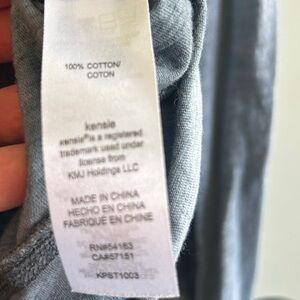 100% COTTON/
COTON
kensie
kensie® is a registered
trademark used under
license from
KMJ Holdings LLC
MADE IN CHINA
HECHO EN CHINA
FABRIQUÉ EN CHINE
RN#54163
CA#57151
KPST1003